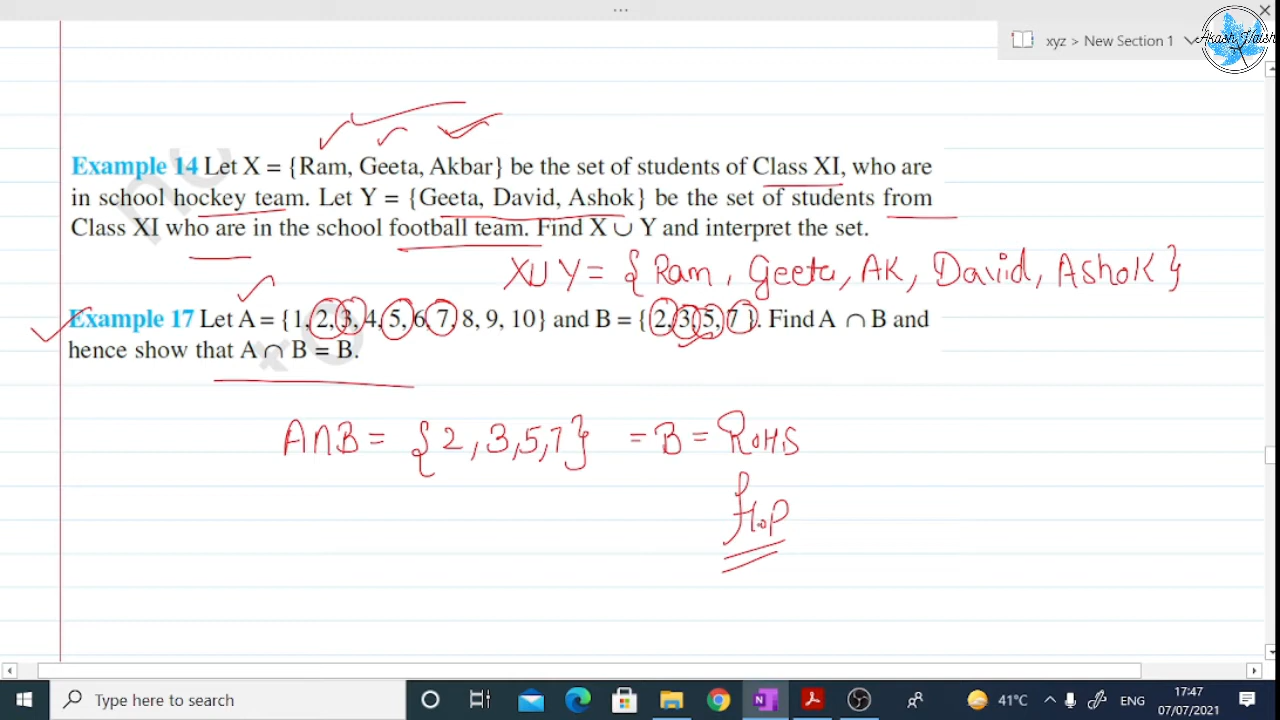 xyz > New Section 1
Example 14 Let X = {Ram, Geeta, Akbar} be the set of students of Class XI, who are
in school hockey team. Let Y = {Geeta, David, Ashok} be the set of students from
Class XI who are in the school football team. Find X ∪ Y and interpret the set.
X∪Y = {Ram, Geeta, AK, David, Ashok}
Example 17 Let A = {1, 2, 3, 4, 5, 6, 7, 8, 9, 10} and B = { 2, 3, 5, 7 }. Find A ∩ B and
hence show that A ∩ B = B.
A∩B = {2, 3, 5, 7} = B = ROHS
Type here to search
41°C
ENG
17:47
07/07/2021